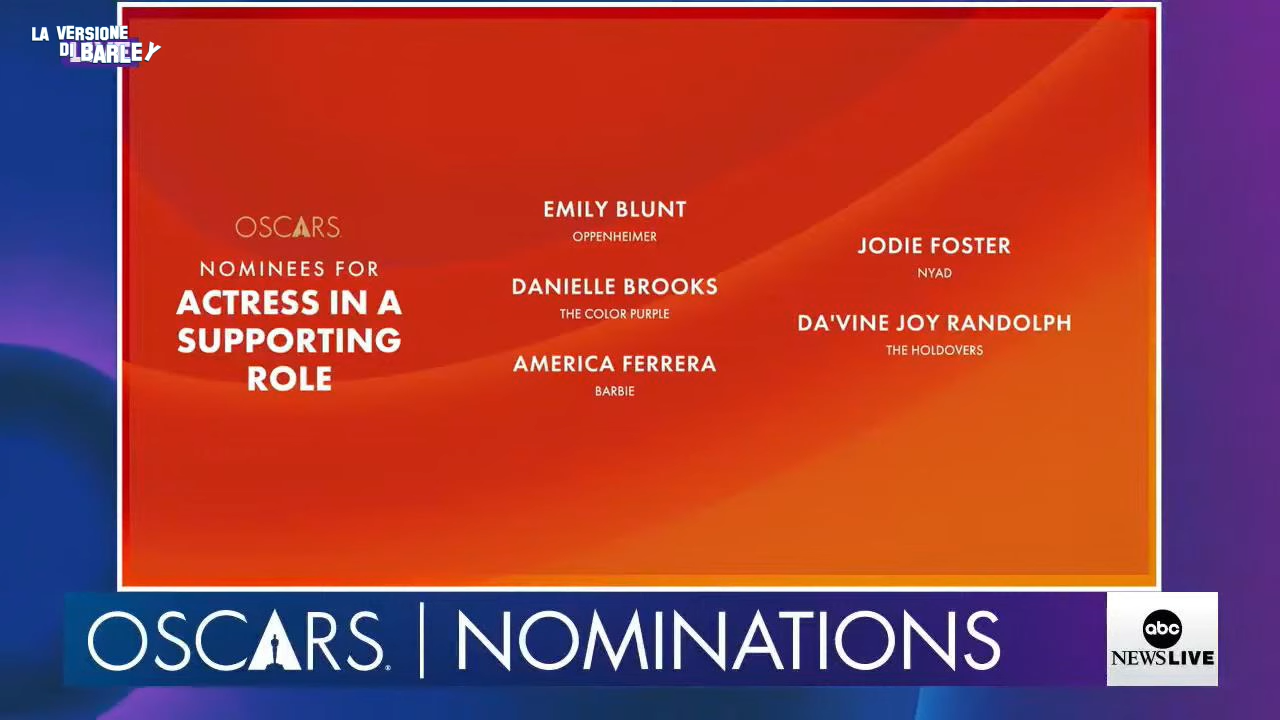 LA VERSIONE
DI BARLEY
OSCARS
NOMINEES FOR
ACTRESS IN A
SUPPORTING
ROLE
EMILY BLUNT
OPPENHEIMER
DANIELLE BROOKS
THE COLOR PURPLE
AMERICA FERRERA
BARBIE
JODIE FOSTER
NYAD
DA'VINE JOY RANDOLPH
THE HOLDOVERS
OSCARS® | NOMINATIONS
abc
NEWS LIVE